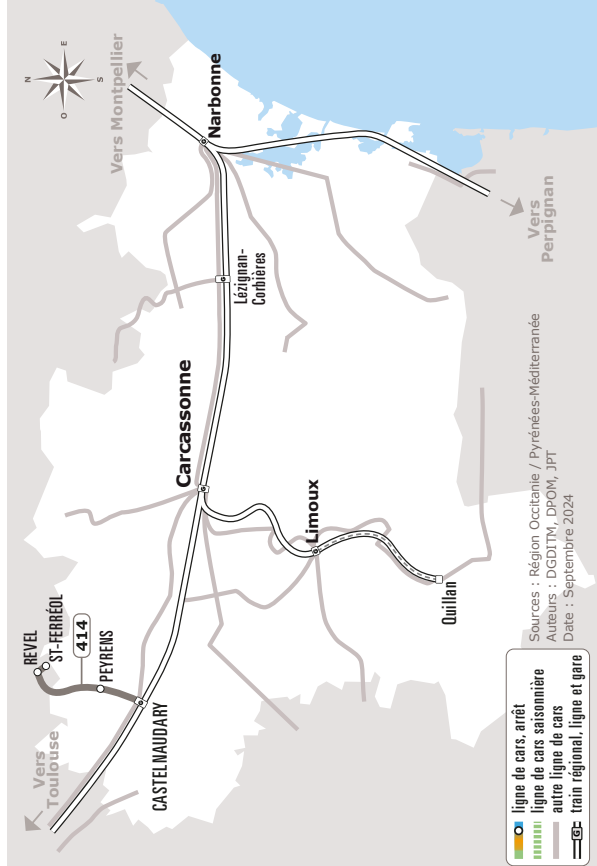 N
E
S
O
Vers Montpellier
Narbonne
Vers
Perpignan
Lézignan-
Corbières
Carcassonne
Limoux
Quillan
REVEL
ST-FERRÉOL
414
PEYRENS
CASTELNAUDARY
Vers
Toulouse
Sources : Région Occitanie / Pyrénées-Méditerranée
Auteurs : DGDITM, DPOM, JPT
Date : Septembre 2024
ligne de cars, arrêt
ligne de cars saisonnière
autre ligne de cars
G train régional, ligne et gare